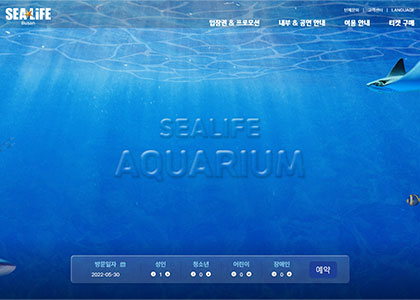 SEALIFE
Busan
단체문의 | 고객센터 | LANGUAGE
입장권 & 프로모션 내부 & 공연 안내 이용 안내 티켓 구매
SEALIFE
AQUARIUM
방문일자 성인 청소년 어린이 장애인
2022-05-30 1 0 0 0
예약